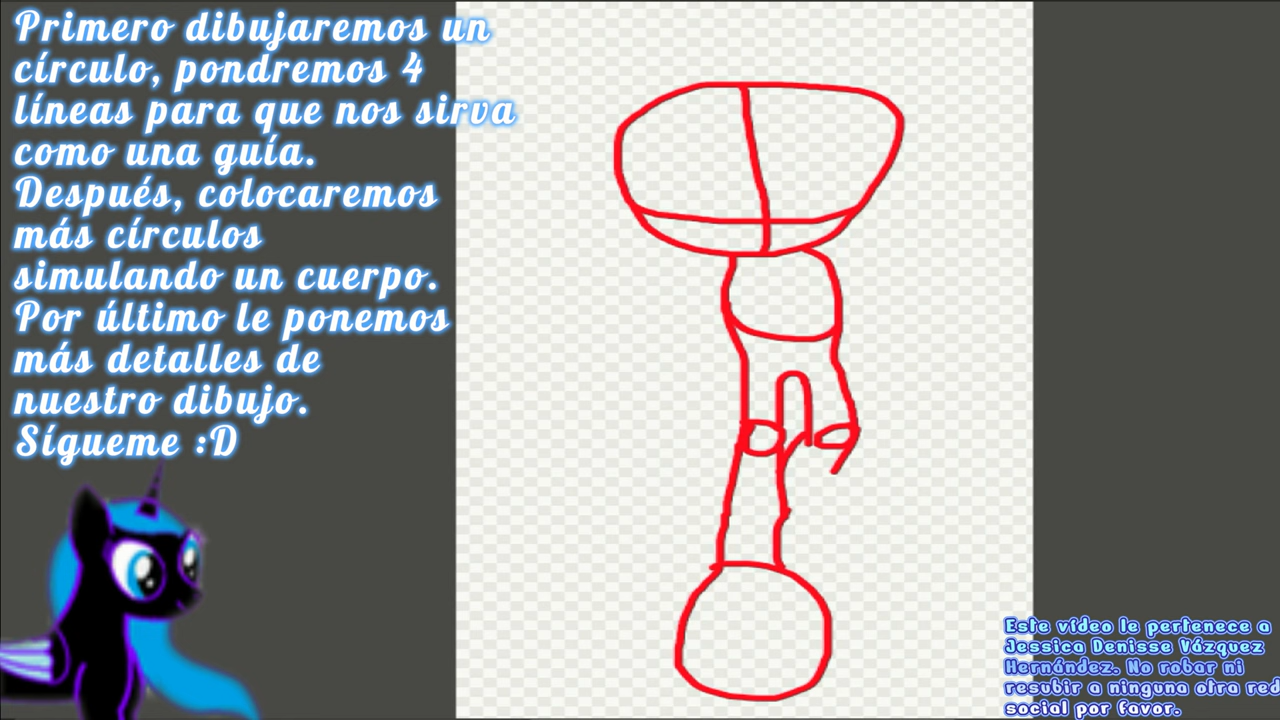 Primero dibujaremos un
círculo, pondremos 4
líneas para que nos sirva
como una guía.
Después, colocaremos
más círculos
simulando un cuerpo.
Por último le ponemos
más detalles de
nuestro dibujo.
Sígueme :D
Este vídeo le pertenece a
Jessica Denisse Vázquez
Hernández. No robar ni
resubir a ninguna otra red
social por favor.